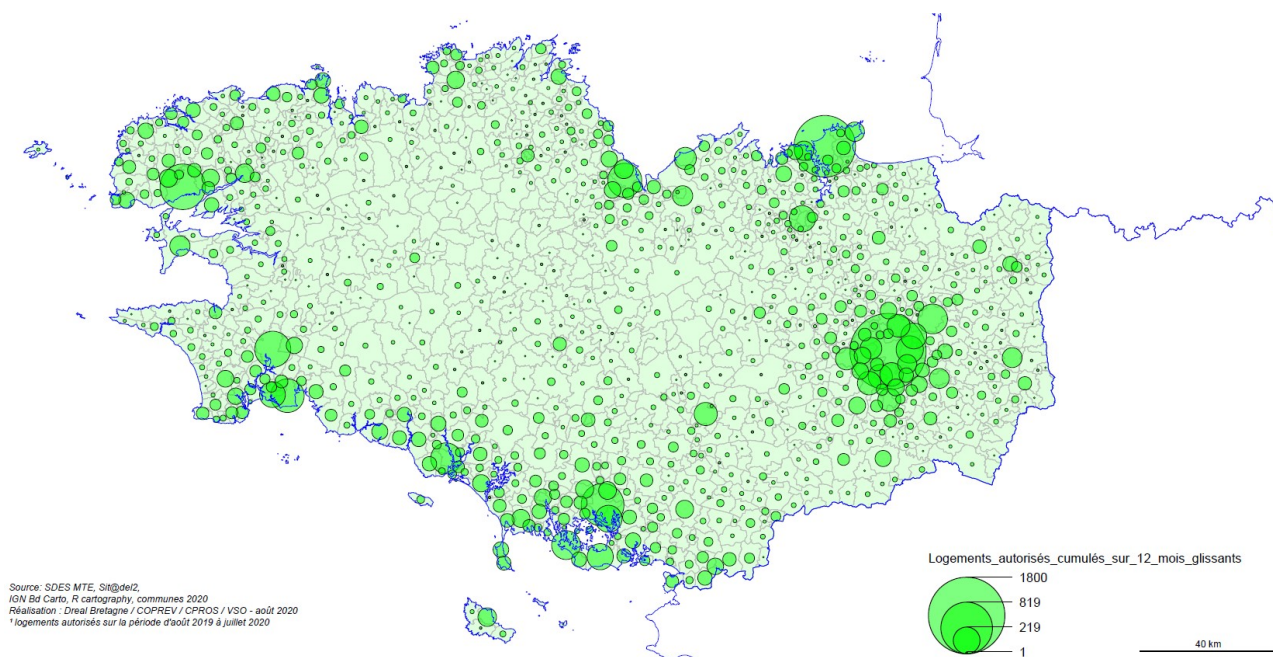 Logements_autorisés_cumulés_sur_12_mois_glissants
1800
819
219
1
40 km
Source: SDES MTE, Sit@del2,
IGN Bd Carto, R cartography, communes 2020
Réalisation : Dreal Bretagne / COPREV / CPROS / VSO - août 2020
¹ logements autorisés sur la période d'août 2019 à juillet 2020